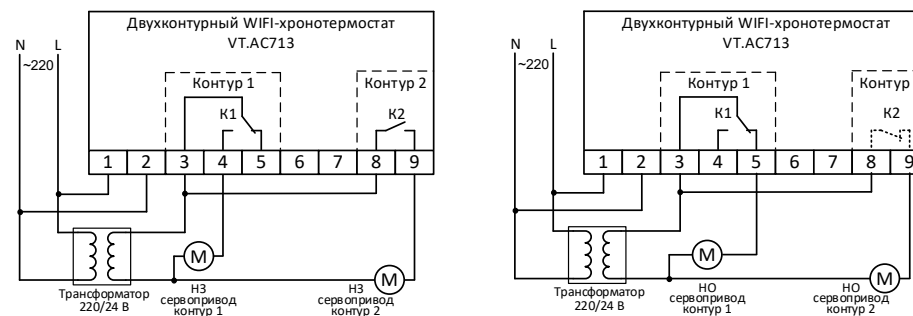 Двухконтурный WIFI-хронотермостат
VT.AC713
N L
~220
Контур 1
Контур 2
К1
К2
1 2 3 4 5 6 7 8 9
М
М
Трансформатор
220/24 В
НЗ
сервопривод
контур 1
НЗ
сервопривод
контур 2
Двухконтурный WIFI-хронотермостат
VT.AC713
N L
~220
Контур 1
Контур
К1
К2
1 2 3 4 5 6 7 8 9
М
М
Трансформатор
220/24 В
НО
сервопривод
контур 1
НО
сервопривод
контур 2